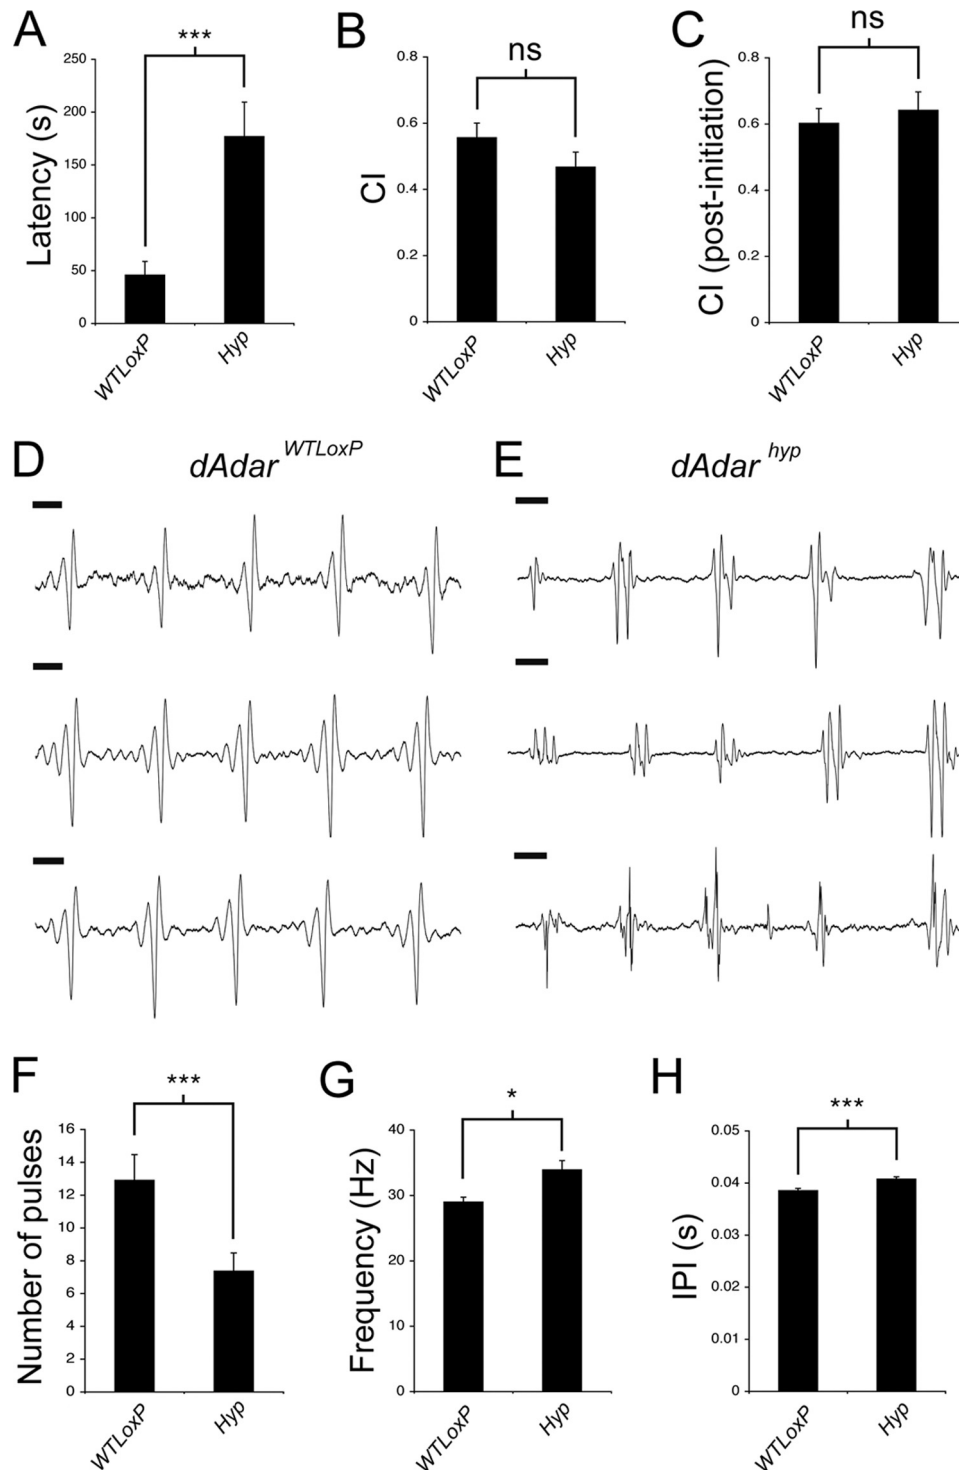 A
***
Latency (s)
250
200
150
100
50
0
WTLoxP
Hyp
B
ns
CI
0.8
0.6
0.4
0.2
0
WTLoxP
Hyp
C
ns
CI (post-initiation)
0.8
0.6
0.4
0.2
0
WTLoxP
Hyp
D
dAdar WTLoxP
E
dAdar hyp
F
***
Number of pulses
16
14
12
10
8
6
4
2
0
WTLoxP
Hyp
G
*
Frequency (Hz)
40
30
20
10
0
WTLoxP
Hyp
H
***
IPI (s)
0.05
0.04
0.03
0.02
0.01
0
WTLoxP
Hyp